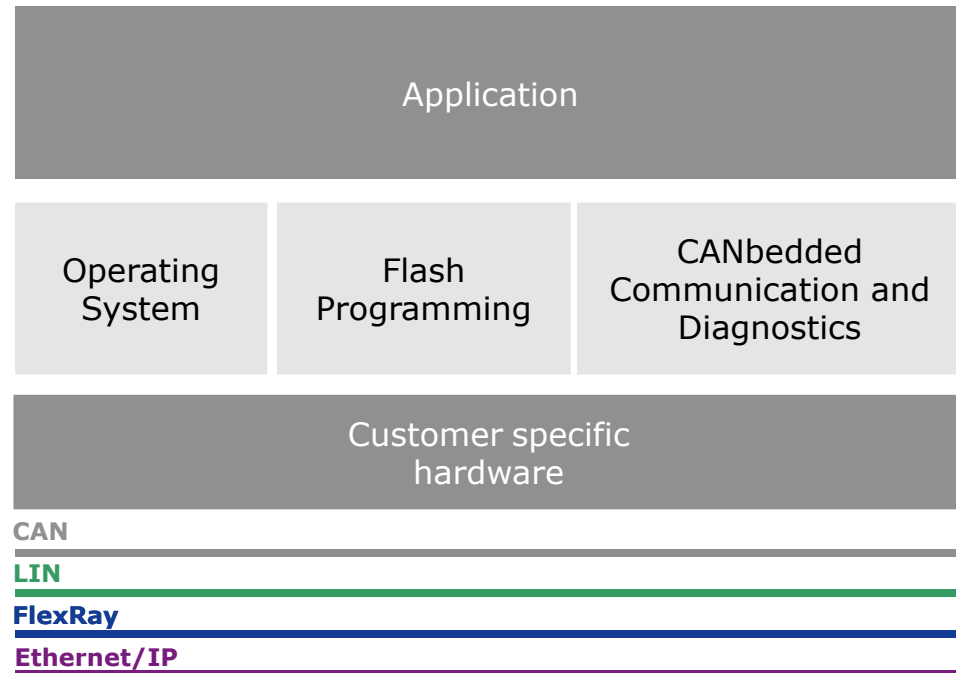 Application
Operating
System
Flash
Programming
CANbedded
Communication and
Diagnostics
Customer specific
hardware
CAN
LIN
FlexRay
Ethernet/IP